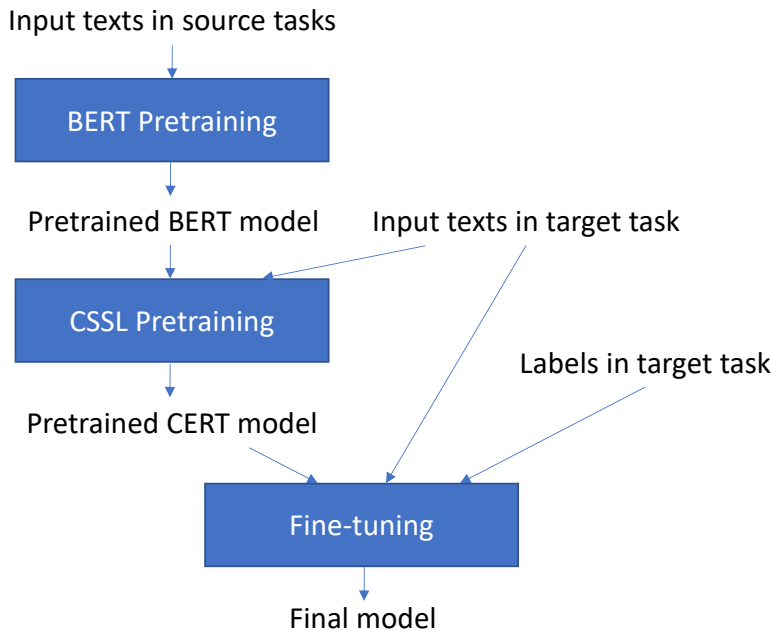 Input texts in source tasks
BERT Pretraining
Pretrained BERT model
Input texts in target task
CSSL Pretraining
Labels in target task
Pretrained CERT model
Fine-tuning
Final model